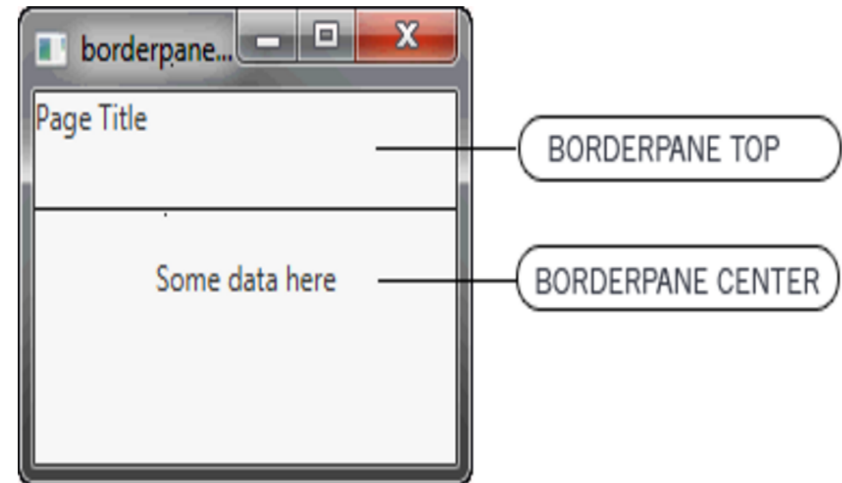 borderpane...
Page Title
BORDERPANE TOP
Some data here
BORDERPANE CENTER